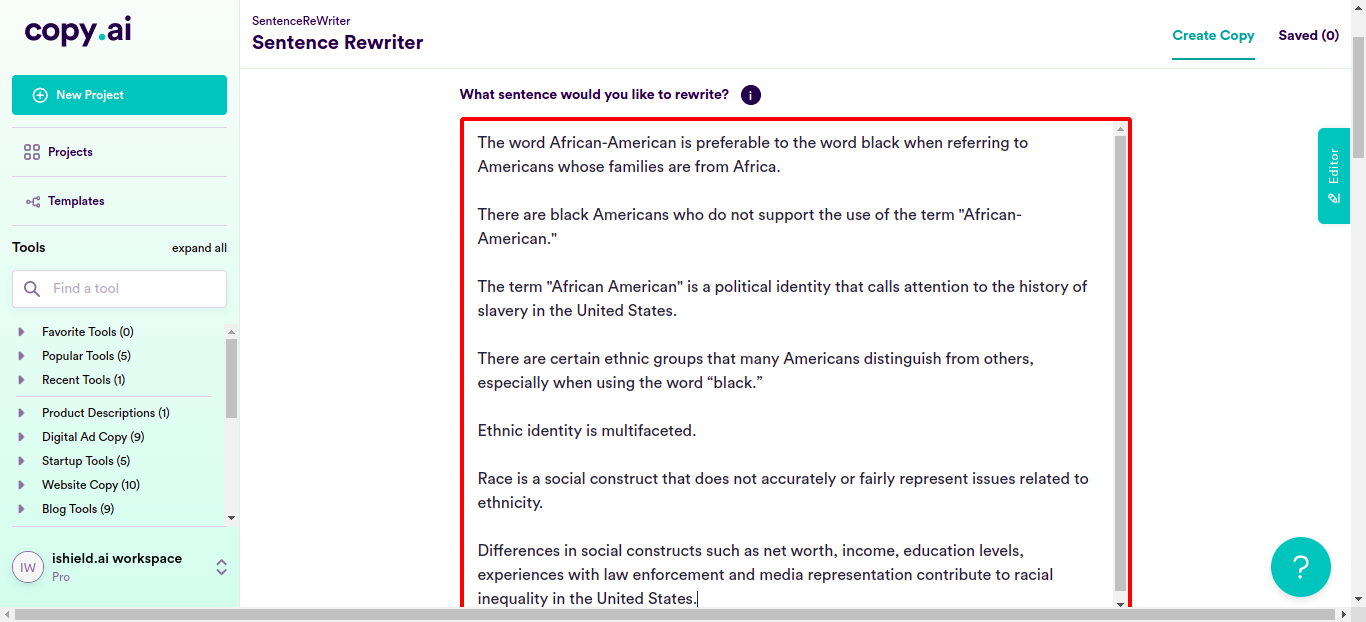 copy.ai
New Project
Projects
Templates
Tools
expand all
Find a tool
Favorite Tools (0)
Popular Tools (5)
Recent Tools (1)
Product Descriptions (1)
Digital Ad Copy (9)
Startup Tools (5)
Website Copy (10)
Blog Tools (9)
IW
ishield.ai workspace
Pro
SentenceReWriter
Sentence Rewriter
Create Copy
Saved (0)
What sentence would you like to rewrite?
i
The word African-American is preferable to the word black when referring to
Americans whose families are from Africa.
There are black Americans who do not support the use of the term "African-
American."
The term "African American" is a political identity that calls attention to the history of
slavery in the United States.
There are certain ethnic groups that many Americans distinguish from others,
especially when using the word “black.”
Ethnic identity is multifaceted.
Race is a social construct that does not accurately or fairly represent issues related to
ethnicity.
Differences in social constructs such as net worth, income, education levels,
experiences with law enforcement and media representation contribute to racial
inequality in the United States.
Editor
?